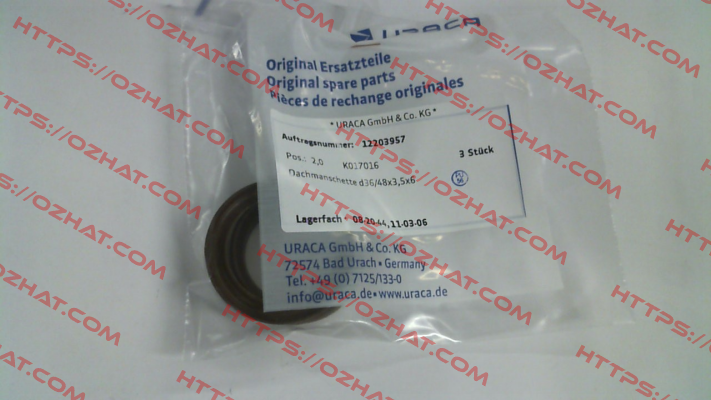 URACA
Original Ersatzteile
Original spare parts
Pièces de rechange originales
* URACA GmbH & Co. KG *
Auftragsnummer: 12203957
Pos.: 2,0 K017016 3 Stück
Dachmanschette d36/48x3,5x6
Lagerfach * 08-20-44,11-03-06
URACA GmbH & Co. KG
72574 Bad Urach • Germany
Tel. +49 (0) 7125/133-0
info@uraca.de • www.uraca.de
HTTPS://OZHAT.COM